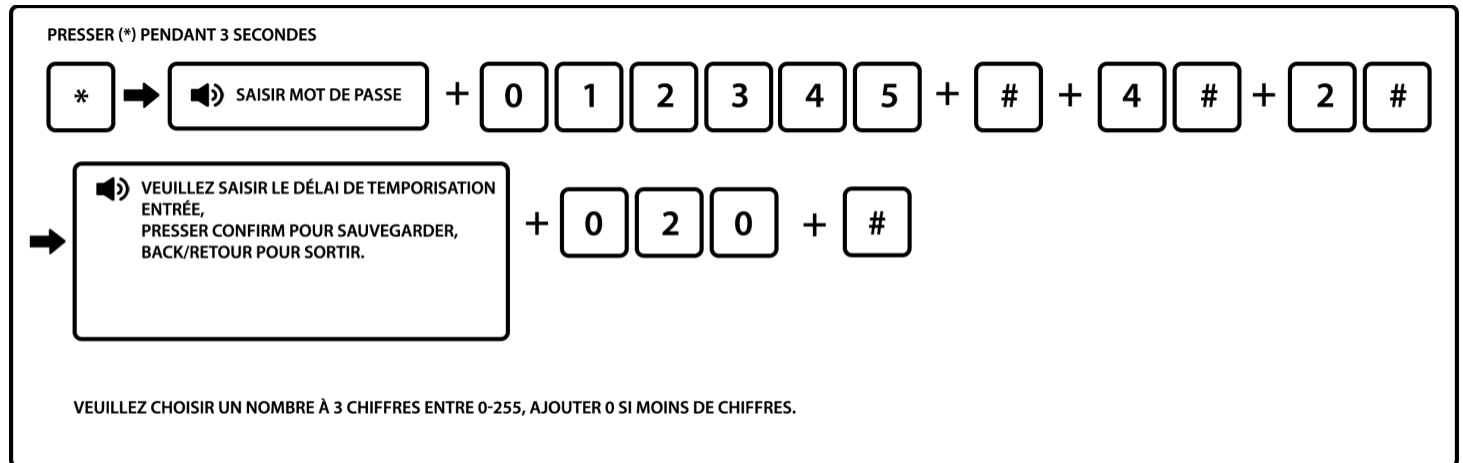 PRESSER (*) PENDANT 3 SECONDES
* SAISIR MOT DE PASSE + 0 1 2 3 4 5 + # + 4 # + 2 #
VEUILLEZ SAISIR LE DÉLAI DE TEMPORISATION
ENTRÉE,
PRESSER CONFIRM POUR SAUVEGARDER,
BACK/RETOUR POUR SORTIR.
+ 0 2 0 + #
VEUILLEZ CHOISIR UN NOMBRE À 3 CHIFFRES ENTRE 0-255, AJOUTER 0 SI MOINS DE CHIFFRES.